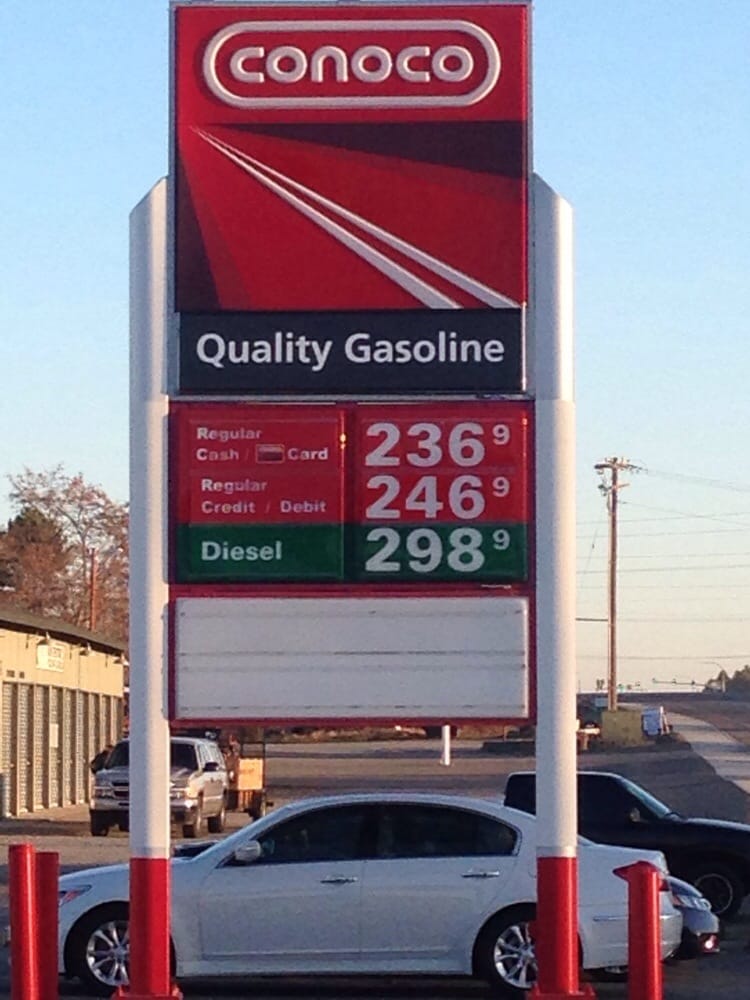 CONOCO
Quality Gasoline
Regular
Cash / Card
236 9
Regular
Credit / Debit
246 9
Diesel
298 9